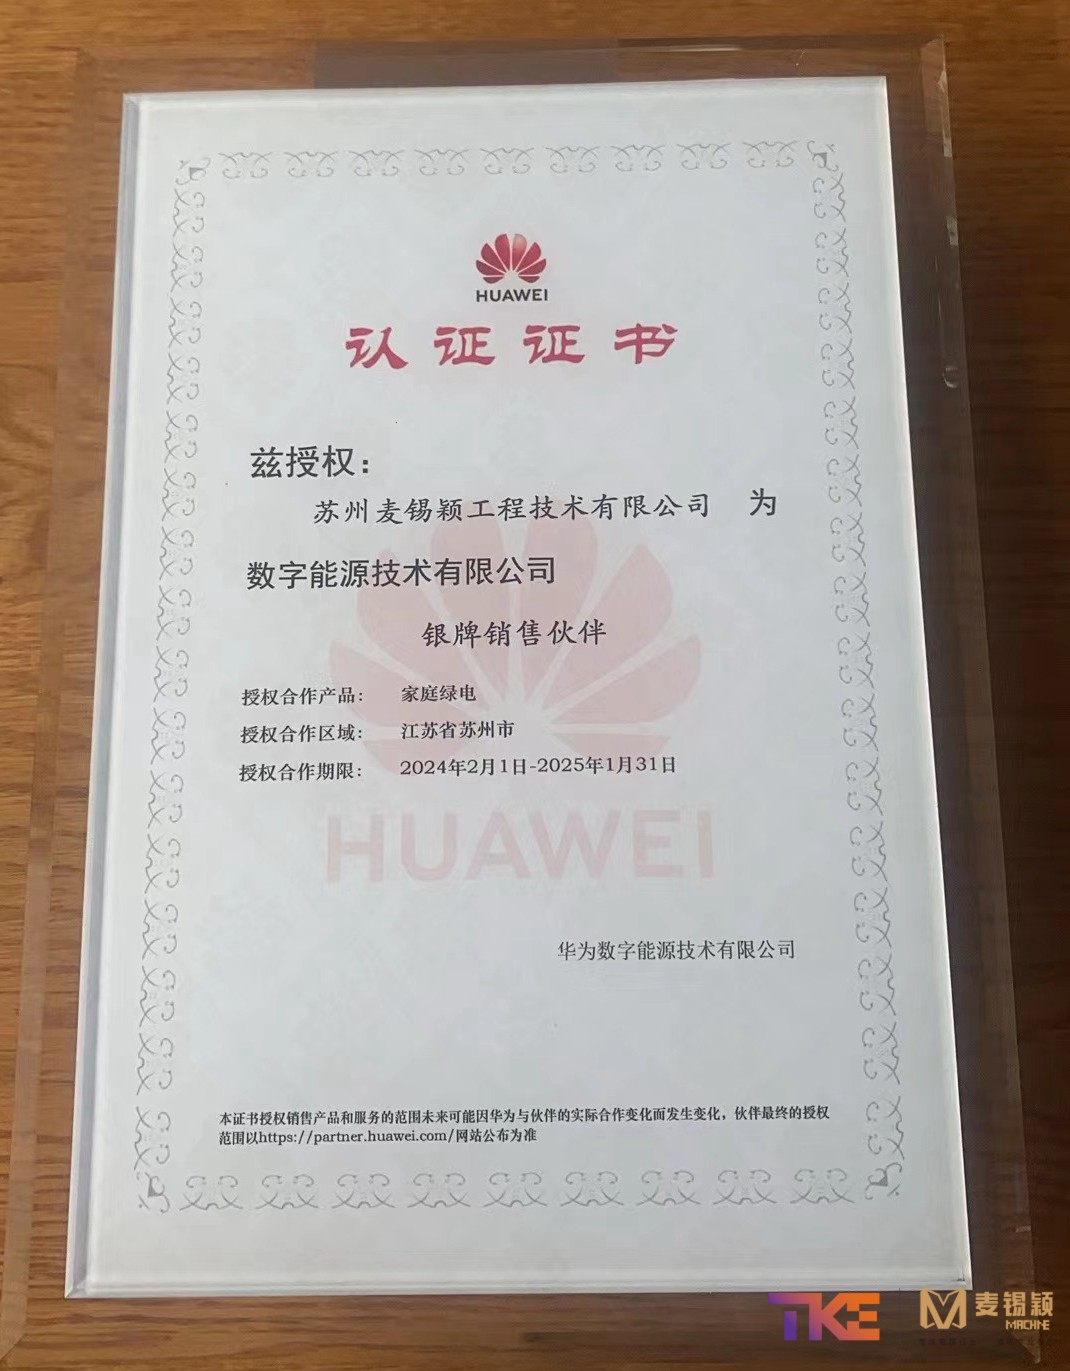 HUAWEI
认证证书
兹授权：
苏州麦锡颖工程技术有限公司 为
数字能源技术有限公司
银牌销售伙伴
授权合作产品： 家庭绿电
授权合作区域： 江苏省苏州市
授权合作期限： 2024年2月1日-2025年1月31日
HUAWEI
华为数字能源技术有限公司
本证书授权销售产品和服务的范围未来可能因华为与伙伴的实际合作变化而发生变化，伙伴最终的授权
范围以https://partner.huawei.com/网站公布为准
TKE
麦锡颖
MACHINE